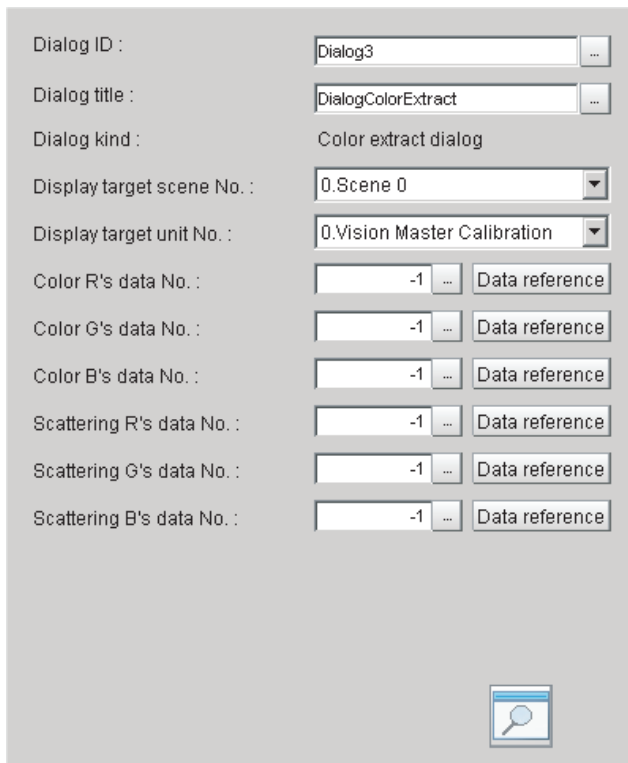 Dialog ID : Dialog3 ...
Dialog title : DialogColorExtract ...
Dialog kind : Color extract dialog
Display target scene No. : 0.Scene 0
Display target unit No. : 0.Vision Master Calibration
Color R's data No. : -1 ... Data reference
Color G's data No. : -1 ... Data reference
Color B's data No. : -1 ... Data reference
Scattering R's data No. : -1 ... Data reference
Scattering G's data No. : -1 ... Data reference
Scattering B's data No. : -1 ... Data reference